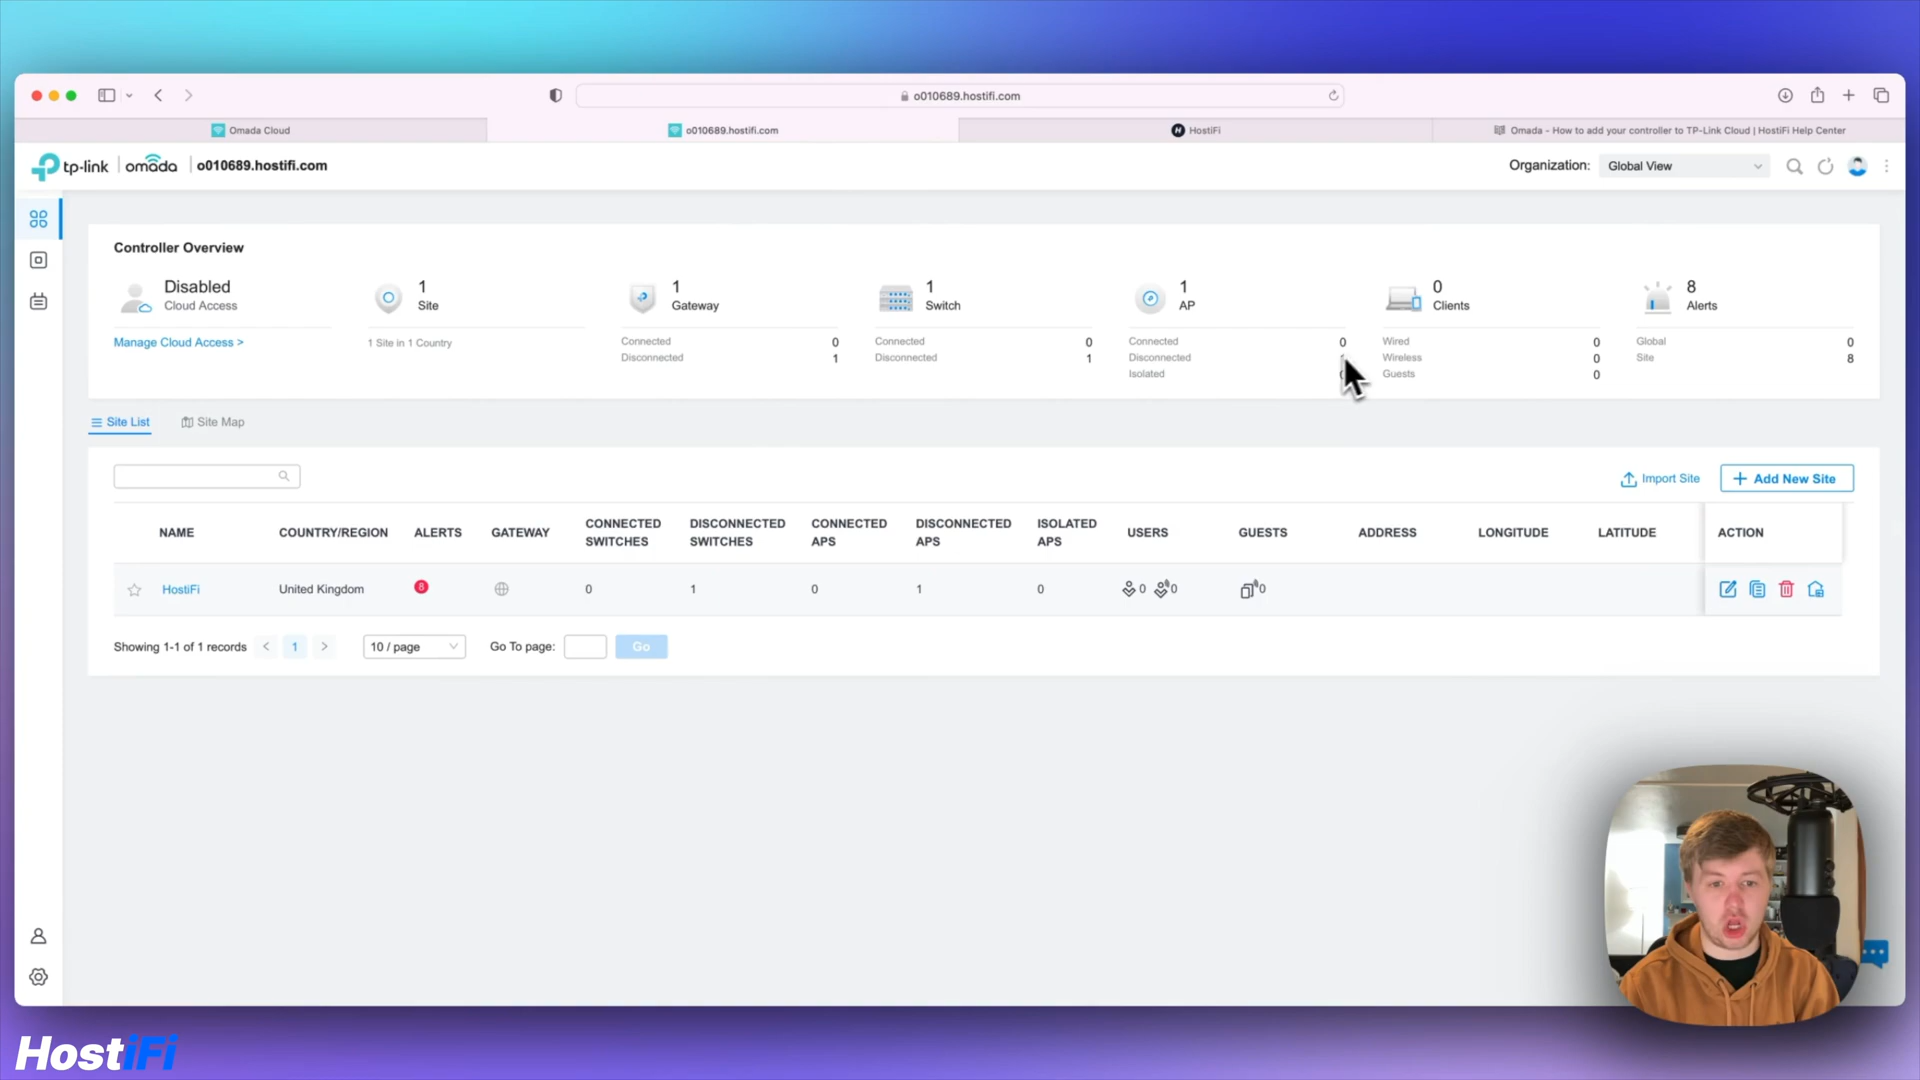 o010689.hostifi.com
Omada Cloud
o010689.hostifi.com
HostiFi
Omada - How to add your controller to TP-Link Cloud | HostiFi Help Center
tp-link | omada | o010689.hostifi.com
Organization: Global View
Controller Overview
Disabled
Cloud Access
Manage Cloud Access >
1
Site
1 Site in 1 Country
1
Gateway
Connected 0
Disconnected 1
1
Switch
Connected 0
Disconnected 1
1
AP
Connected 0
Disconnected
Isolated
0
Clients
Wired 0
Wireless 0
Guests 0
8
Alerts
Global 0
Site 8
Site List
Site Map
Import Site
+ Add New Site
NAME COUNTRY/REGION ALERTS GATEWAY CONNECTED SWITCHES DISCONNECTED SWITCHES CONNECTED APS DISCONNECTED APS ISOLATED APS USERS GUESTS ADDRESS LONGITUDE LATITUDE ACTION
HostiFi United Kingdom 8 0 1 0 1 0 0 0 0
Showing 1-1 of 1 records < 1 > 10 / page Go To page: Go
HostiFi